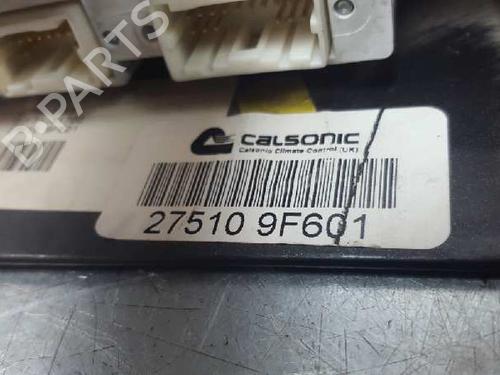 CALSONIC
Calsonic Climate Control (UK)
27510 9F601
B-PARTS